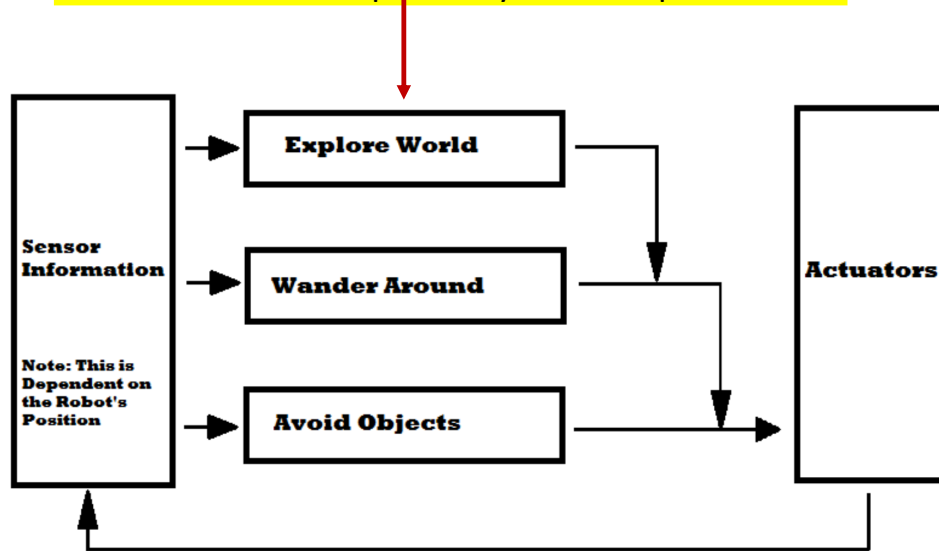 Explore World
Sensor
Information
Wander Around
Actuators
Note: This is
Dependent on
the Robot's
Position
Avoid Objects